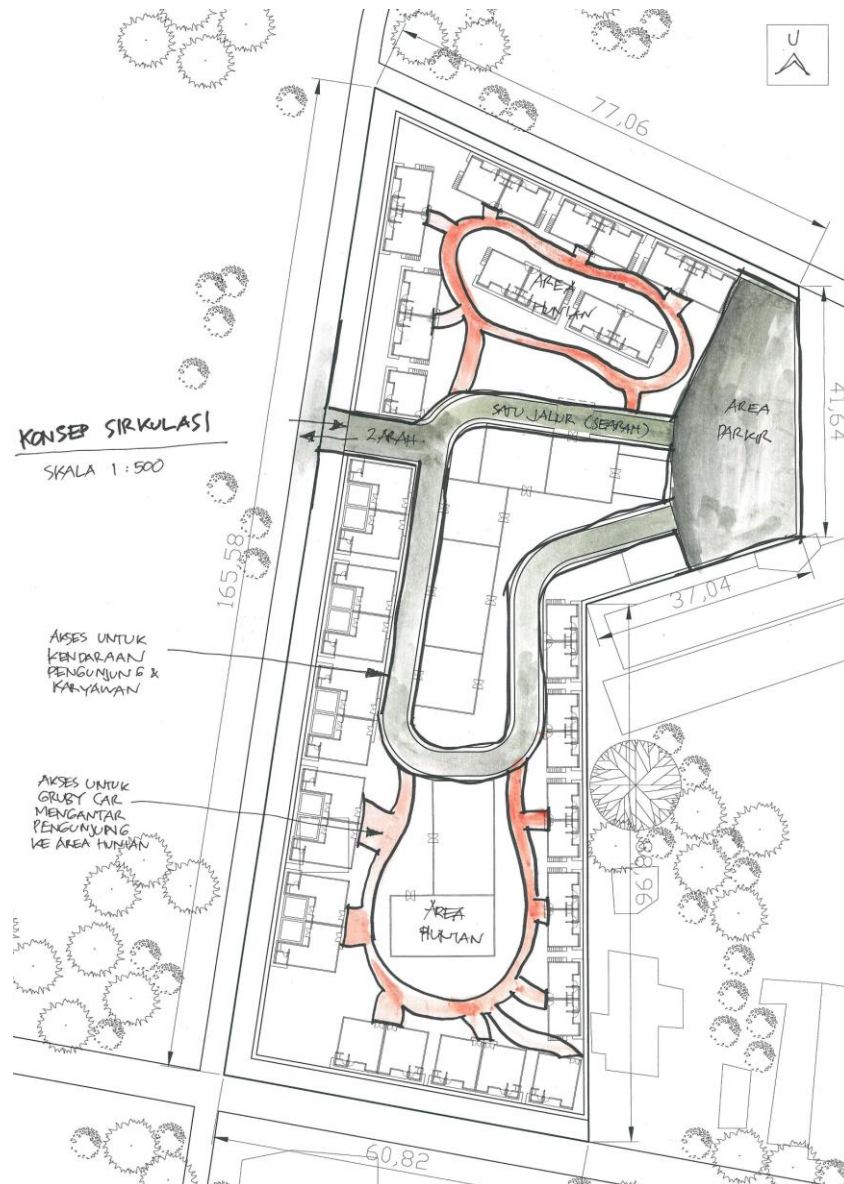 U
77,06
AREA
HUNIAN
41,64
AREA
PARKIR
SATU JALUR (SEARAH)
2 ARAH
KONSEP SIRKULASI
SKALA 1:500
165,58
37,04
AKSES UNTUK
KENDARAAN
PENGUNJUNG &
KARYAWAN
AKSES UNTUK
GRUBY CAR
MENGANTAR
PENGUNJUNG
KE AREA HUNIAN
AREA
HUNIAN
60,82